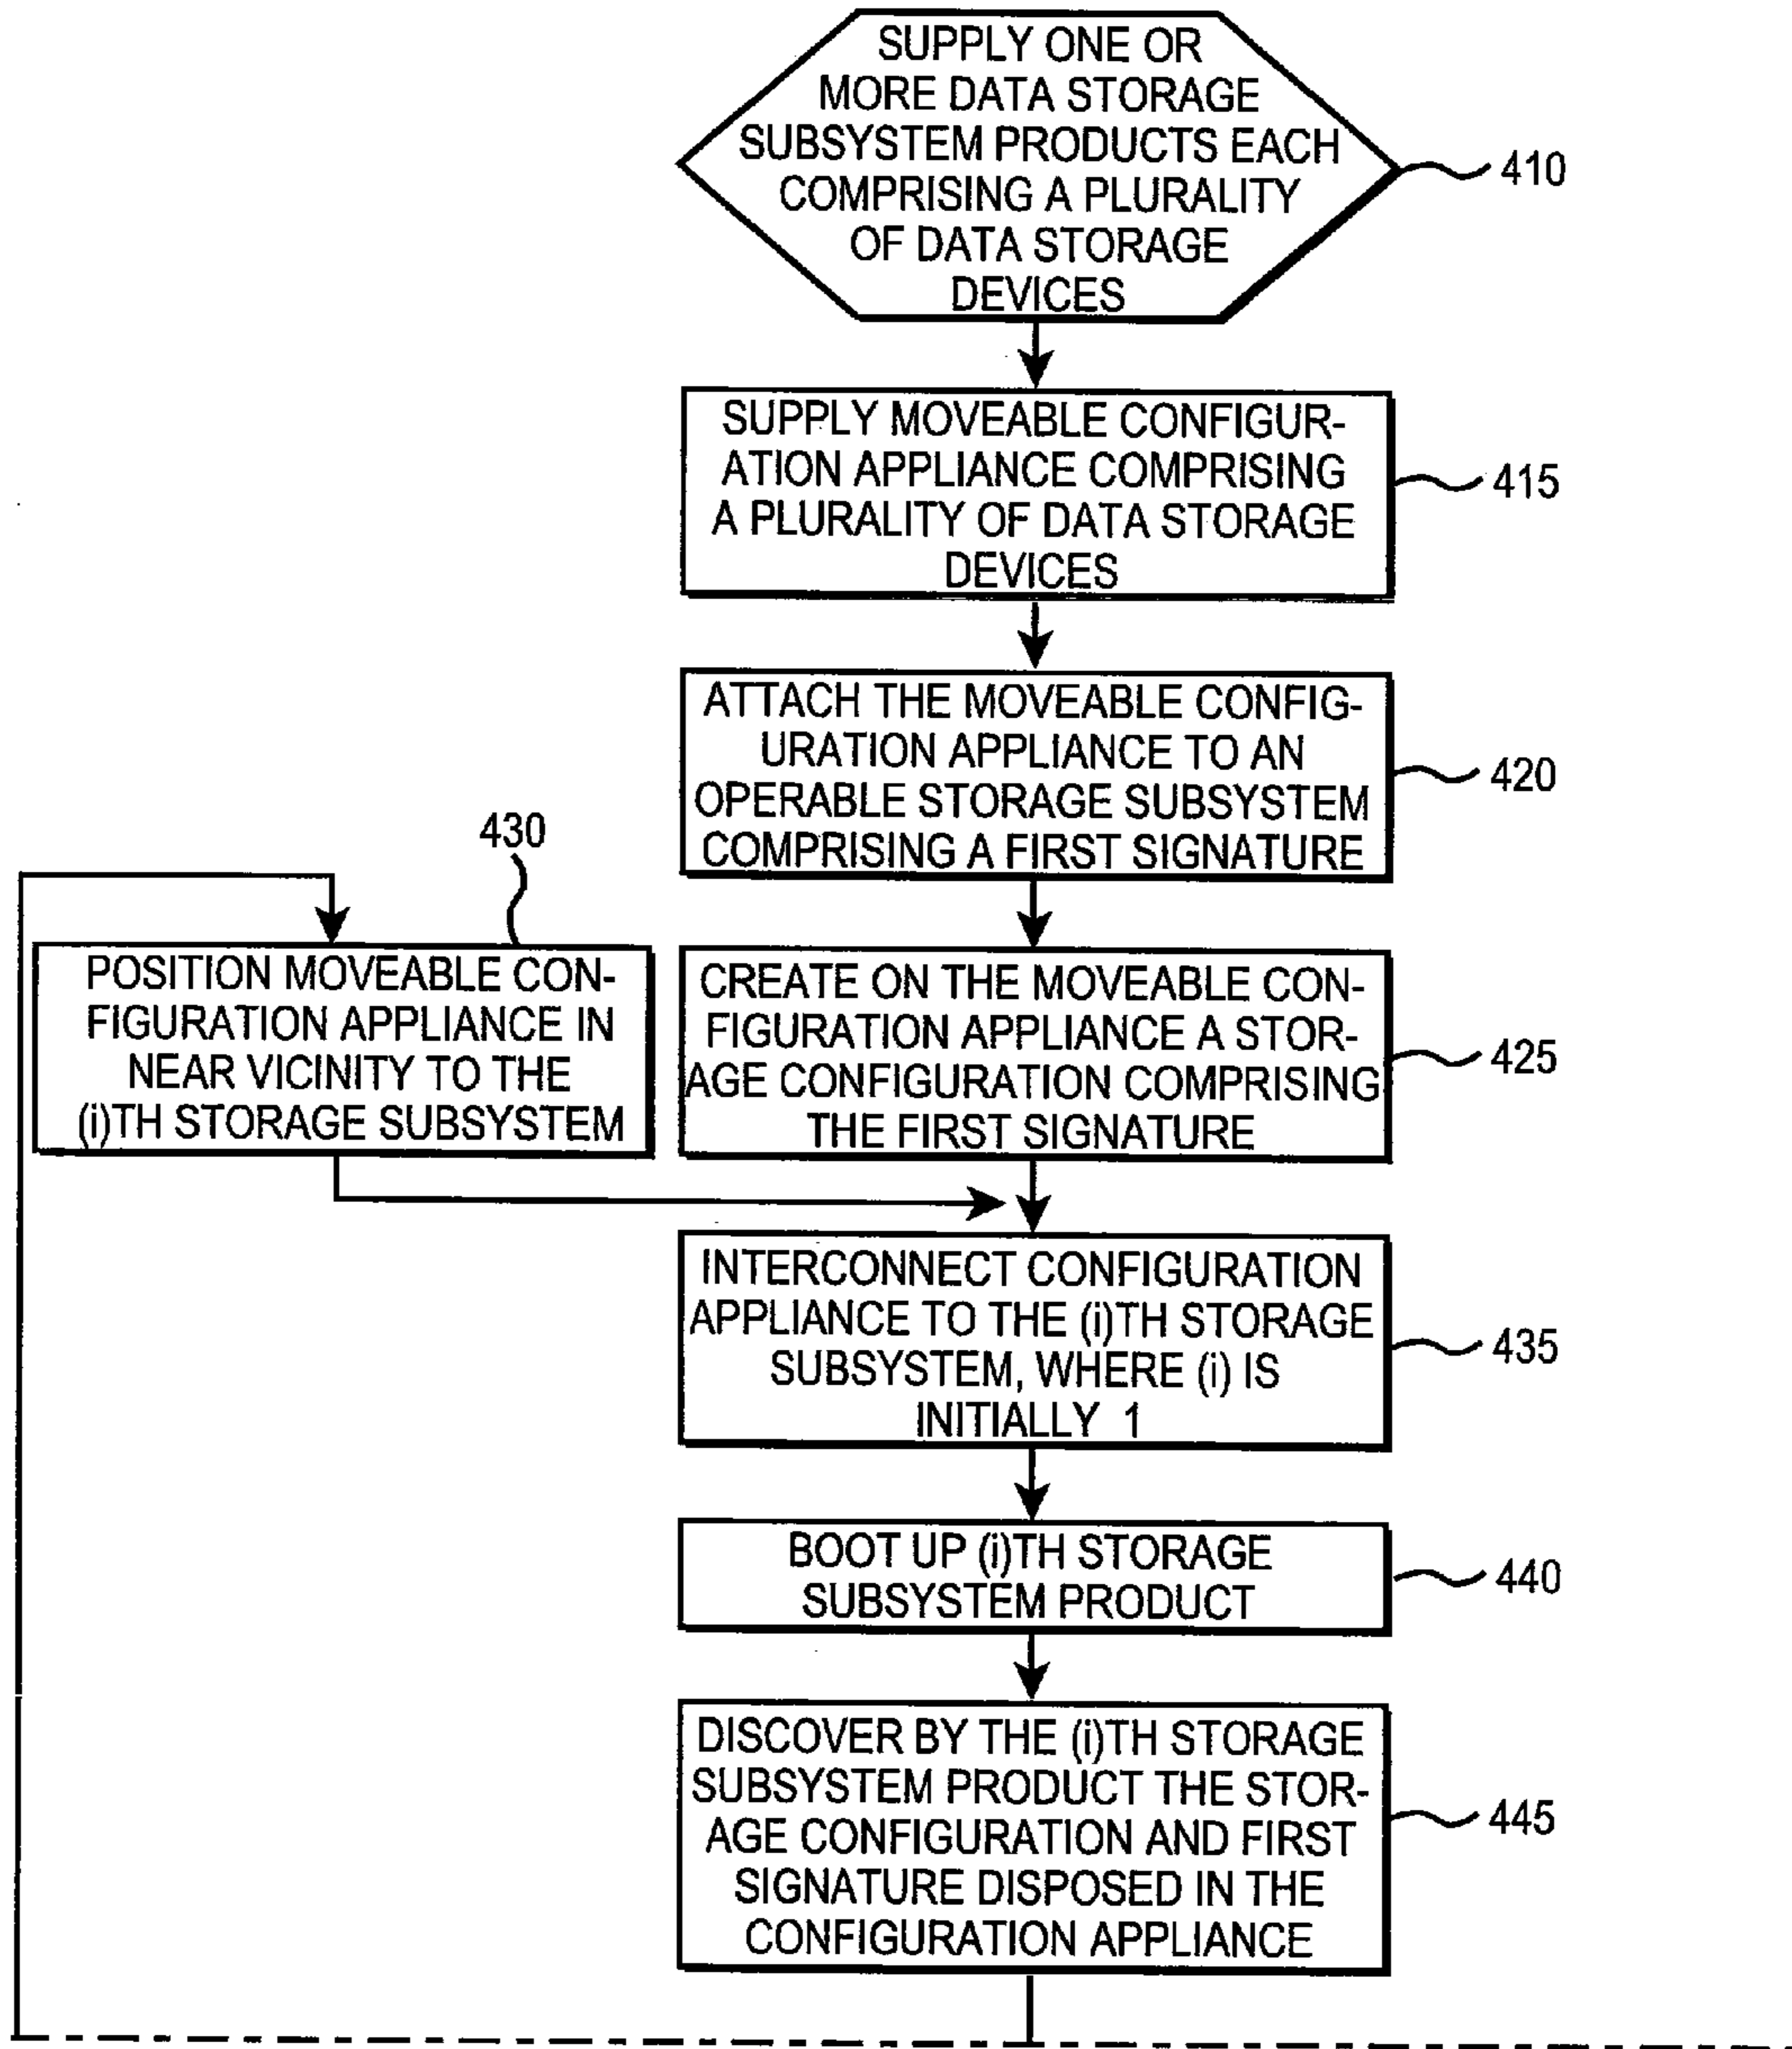 SUPPLY ONE OR
MORE DATA STORAGE
SUBSYSTEM PRODUCTS EACH
COMPRISING A PLURALITY
OF DATA STORAGE
DEVICES
410
SUPPLY MOVEABLE CONFIGUR-
ATION APPLIANCE COMPRISING
A PLURALITY OF DATA STORAGE
DEVICES
415
ATTACH THE MOVEABLE CONFIG-
URATION APPLIANCE TO AN
OPERABLE STORAGE SUBSYSTEM
COMPRISING A FIRST SIGNATURE
420
430
POSITION MOVEABLE CON-
FIGURATION APPLIANCE IN
NEAR VICINITY TO THE
(i)TH STORAGE SUBSYSTEM
CREATE ON THE MOVEABLE CON-
FIGURATION APPLIANCE A STOR-
AGE CONFIGURATION COMPRISING
THE FIRST SIGNATURE
425
INTERCONNECT CONFIGURATION
APPLIANCE TO THE (i)TH STORAGE
SUBSYSTEM, WHERE (i) IS
INITIALLY 1
435
BOOT UP (i)TH STORAGE
SUBSYSTEM PRODUCT
440
DISCOVER BY THE (i)TH STORAGE
SUBSYSTEM PRODUCT THE STOR-
AGE CONFIGURATION AND FIRST
SIGNATURE DISPOSED IN THE
CONFIGURATION APPLIANCE
445